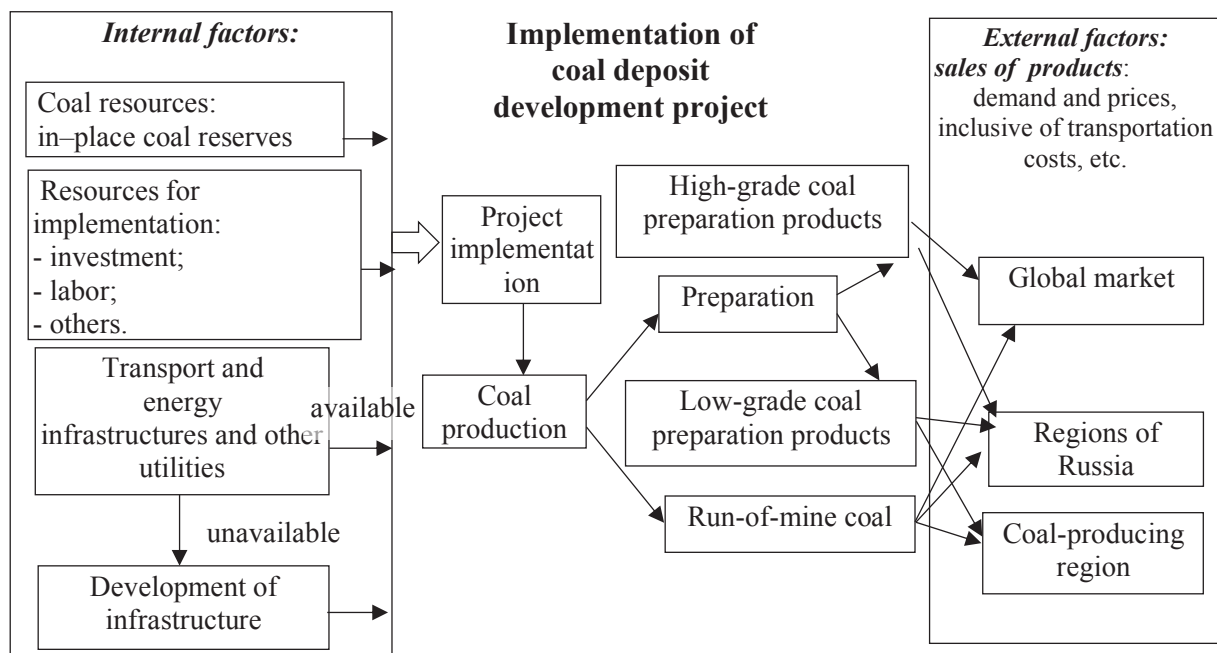 Internal factors:
Coal resources:
in–place coal reserves
Resources for
implementation:
- investment;
- labor;
- others.
Transport and
energy
infrastructures and other
utilities
available
unavailable
Development of
infrastructure
Implementation of
coal deposit
development project
Project
implementat
ion
Coal
production
High-grade coal
preparation products
Preparation
Low-grade coal
preparation products
Run-of-mine coal
External factors:
sales of products:
demand and prices,
inclusive of transportation
costs, etc.
Global market
Regions of
Russia
Coal-producing
region